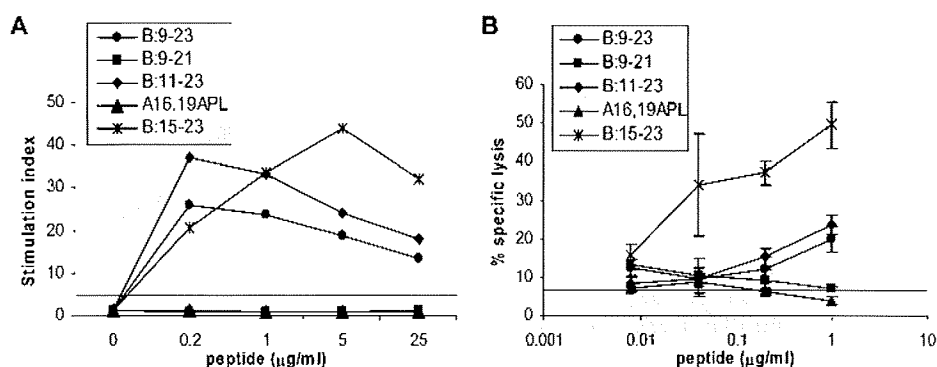 A
B:9-23
B:9-21
B:11-23
A16,19APL
B:15-23
Stimulation index
50
40
30
20
10
0
0 0.2 1 5 25
peptide (µg/ml)
B
B:9-23
B:9-21
B:11-23
A16,19APL
B:15-23
% specific lysis
60
50
40
30
20
10
0
0.001 0.01 0.1 1 10
peptide (µg/ml)